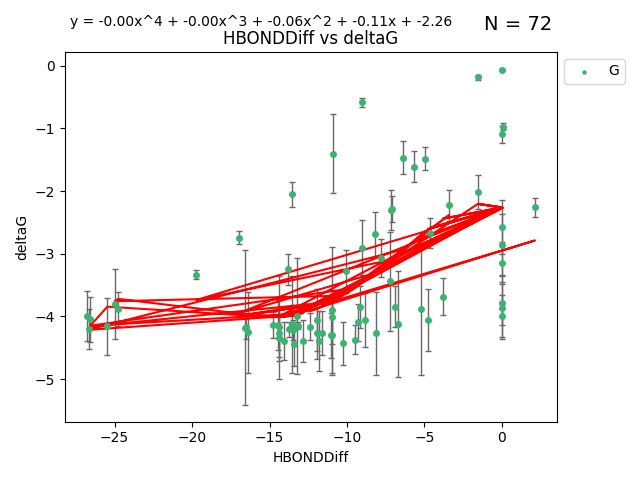 y = -0.00x^4 + -0.00x^3 + -0.06x^2 + -0.11x + -2.26
N = 72
HBONDDiff vs deltaG
G
deltaG
0
−1
−2
−3
−4
−5
−25 −20 −15 −10 −5 0
HBONDDiff